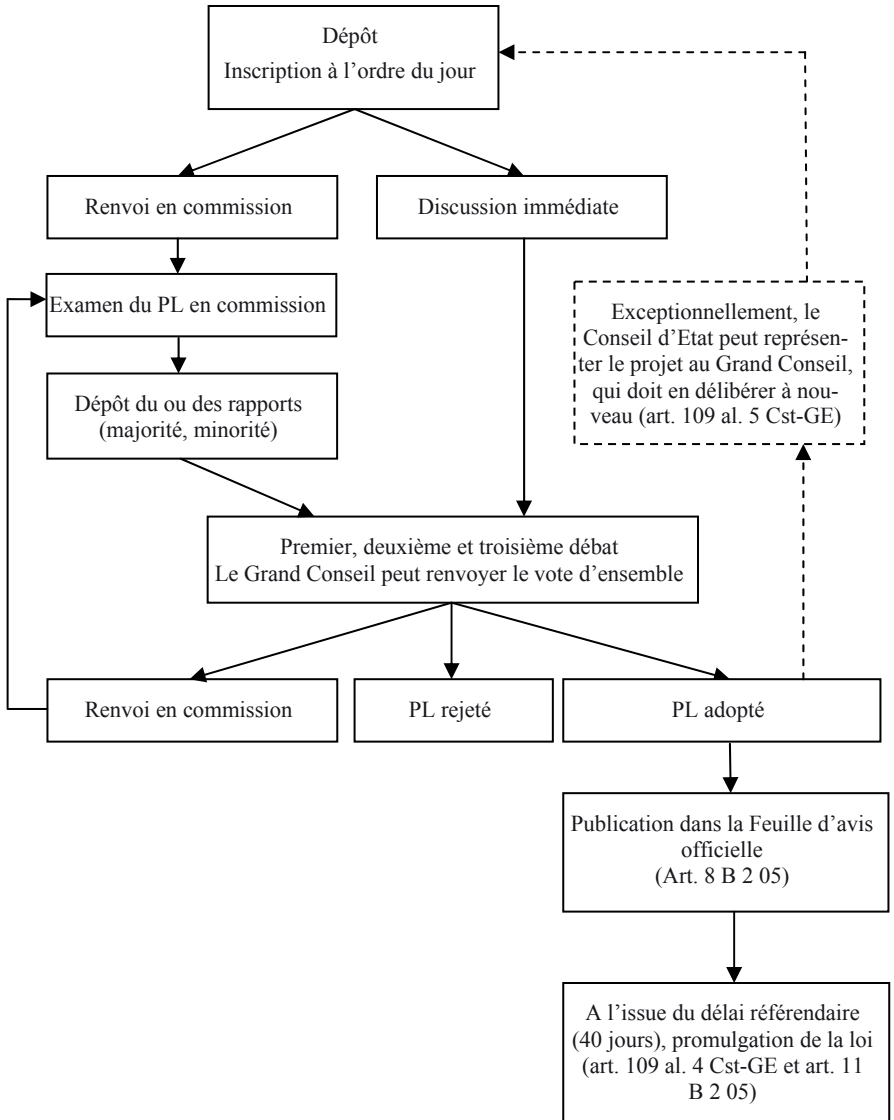 Dépôt
Inscription à l’ordre du jour
Renvoi en commission
Discussion immédiate
Examen du PL en commission
Exceptionnellement, le
Conseil d’Etat peut représen-
ter le projet au Grand Conseil,
qui doit en délibérer à nou-
veau (art. 109 al. 5 Cst-GE)
Dépôt du ou des rapports
(majorité, minorité)
Premier, deuxième et troisième débat
Le Grand Conseil peut renvoyer le vote d’ensemble
Renvoi en commission
PL rejeté
PL adopté
Publication dans la Feuille d’avis
officielle
(Art. 8 B 2 05)
A l’issue du délai référendaire
(40 jours), promulgation de la loi
(art. 109 al. 4 Cst-GE et art. 11
B 2 05)